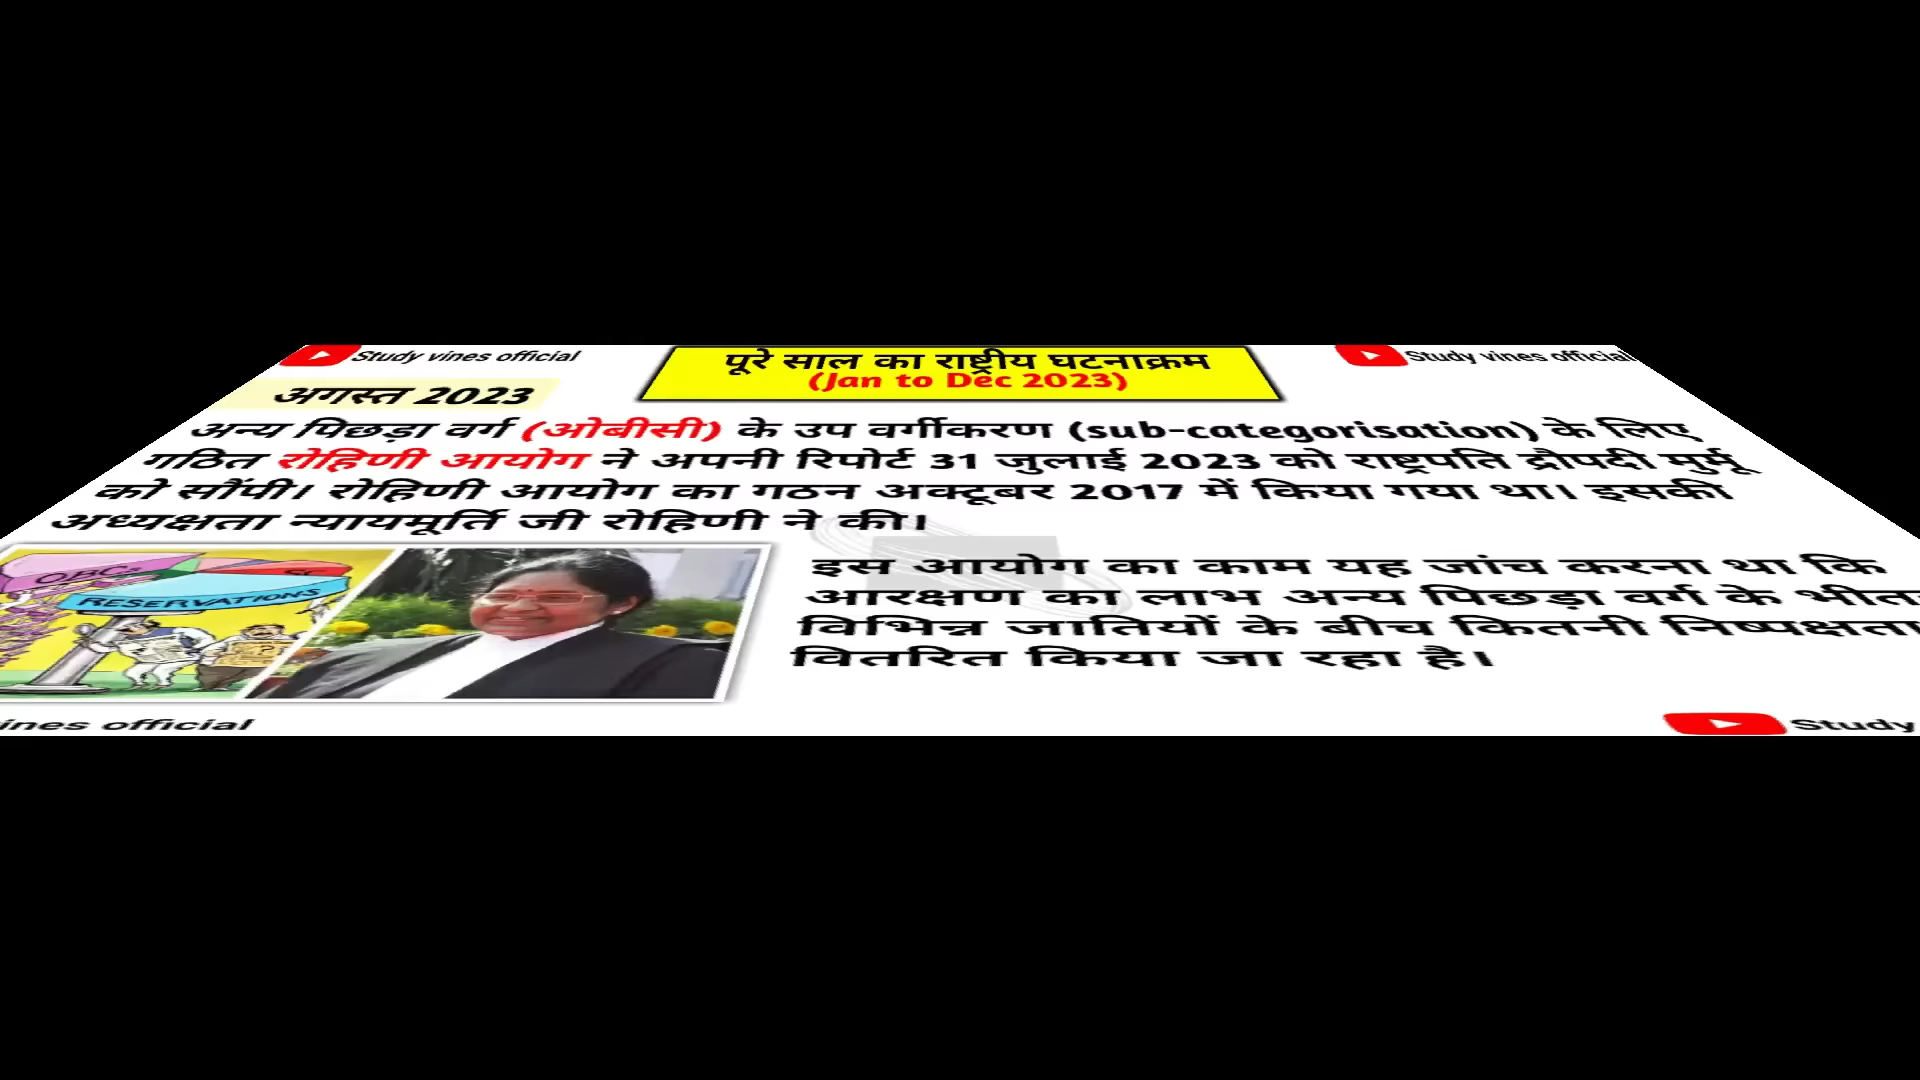 Study vines official
पूरे साल का राष्ट्रीय घटनाक्रम
(Jan to Dec 2023)
Study vines official
अगस्त 2023
अन्य पिछड़ा वर्ग (ओबीसी) के उप वर्गीकरण (sub-categorisation) के लिए
गठित रोहिणी आयोग ने अपनी रिपोर्ट 31 जुलाई 2023 को राष्ट्रपति द्रौपदी मुर्मू
को सौंपी। रोहिणी आयोग का गठन अक्टूबर 2017 में किया गया था। इसकी
अध्यक्षता न्यायमूर्ति जी रोहिणी ने की।
OBCs
SC
RESERVATIONS
इस आयोग का काम यह जांच करना था कि
आरक्षण का लाभ अन्य पिछड़ा वर्ग के
विभिन्न जातियों के बीच कितनी निष्पक्षता
वितरित किया जा रहा है।
vines official
Study